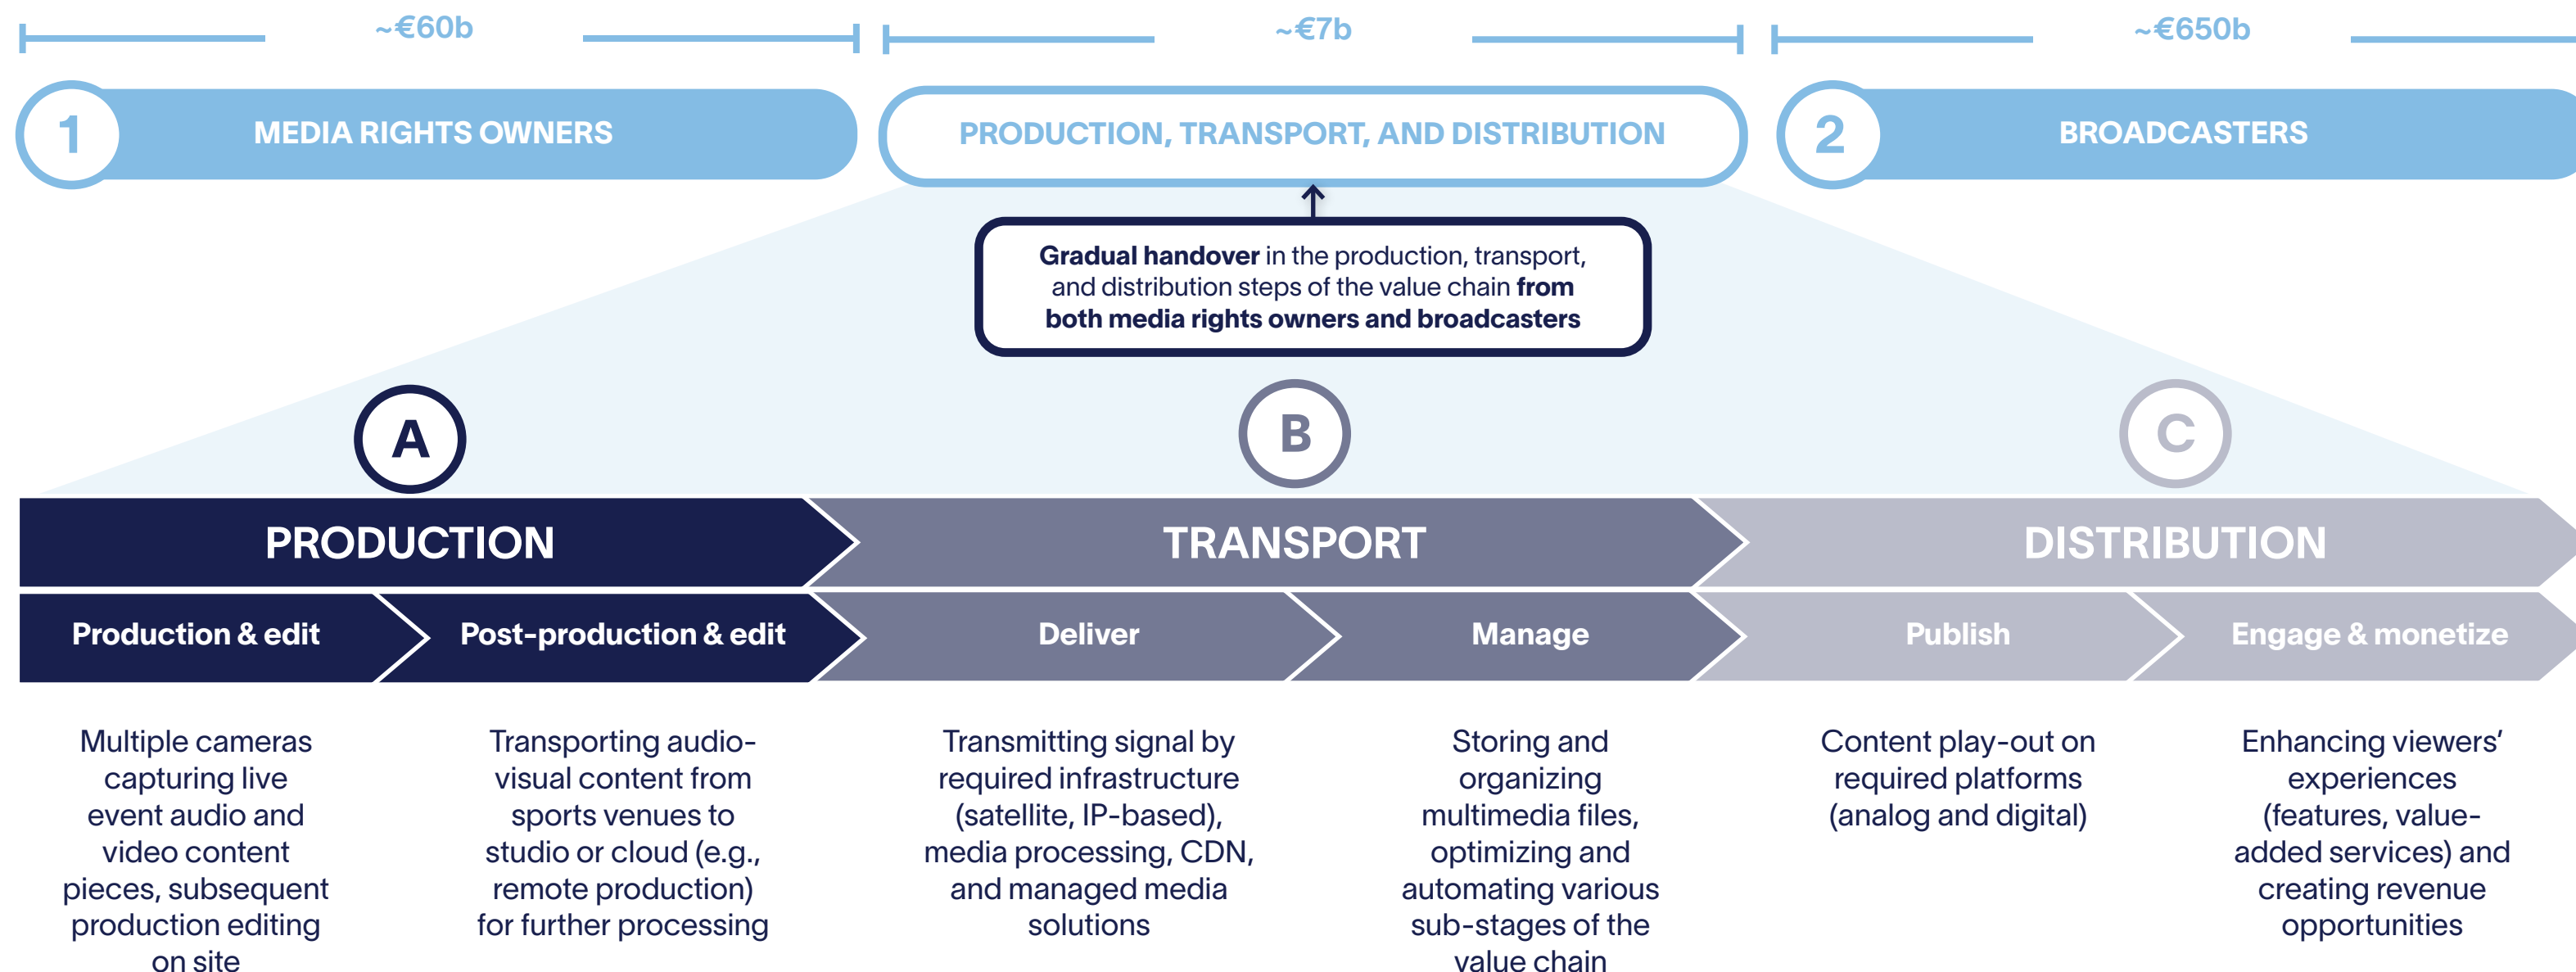 ~€60b
~€7b
~€650b
1
MEDIA RIGHTS OWNERS
PRODUCTION, TRANSPORT, AND DISTRIBUTION
2
BROADCASTERS
Gradual handover in the production, transport,
and distribution steps of the value chain from
both media rights owners and broadcasters
A
B
C
PRODUCTION
TRANSPORT
DISTRIBUTION
Production & edit
Post-production & edit
Deliver
Manage
Publish
Engage & monetize
Multiple cameras
capturing live
event audio and
video content
pieces, subsequent
production editing
on site
Transporting audio-
visual content from
sports venues to
studio or cloud (e.g.,
remote production)
for further processing
Transmitting signal by
required infrastructure
(satellite, IP-based),
media processing, CDN,
and managed media
solutions
Storing and
organizing
multimedia files,
optimizing and
automating various
sub-stages of the
value chain
Content play-out on
required platforms
(analog and digital)
Enhancing viewers’
experiences
(features, value-
added services) and
creating revenue
opportunities